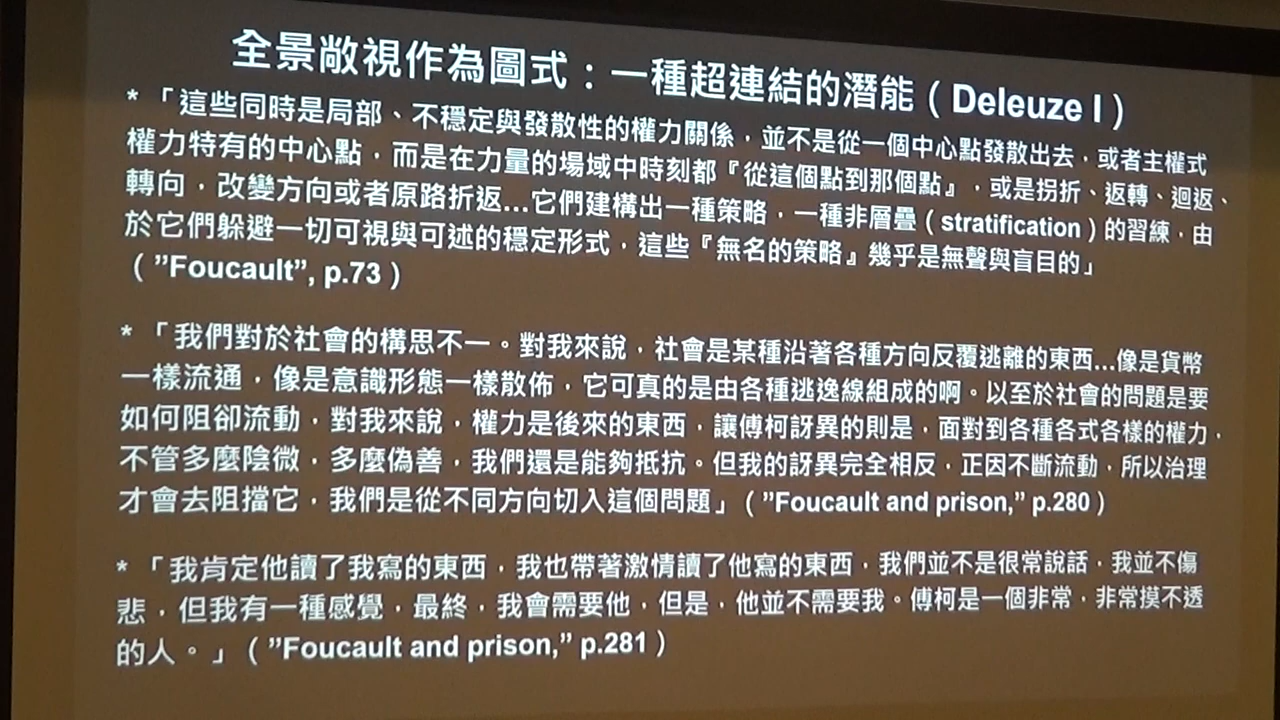 全景敞視作為圖式：一種超連結的潛能（Deleuze I）
* 「這些同時是局部、不穩定與發散性的權力關係，並不是從一個中心點發散出去，或者主權式
權力特有的中心點，而是在力量的場域中時刻都『從這個點到那個點』，或是拐折、返轉、迴返、
轉向，改變方向或者原路折返...它們建構出一種策略，一種非層疊（stratification）的習練，由
於它們躲避一切可視與可述的穩定形式，這些『無名的策略』幾乎是無聲與盲目的」
（”Foucault”, p.73）
* 「我們對於社會的構思不一。對我來說，社會是某種沿著各種方向反覆逃離的東西...像是貨幣
一樣流通，像是意識形態一樣散佈，它可真的是由各種逃逸線組成的啊。以至於社會的問題是要
如何阻卻流動，對我來說，權力是後來的東西，讓傅柯訝異的則是，面對到各種各式各樣的權力，
不管多麼陰微，多麼偽善，我們還是能夠抵抗。但我的訝異完全相反，正因不斷流動，所以治理
才會去阻擋它，我們是從不同方向切入這個問題」（”Foucault and prison,” p.280）
* 「我肯定他讀了我寫的東西，我也帶著激情讀了他寫的東西，我們並不是很常說話，我並不傷
悲，但我有一種感覺，最終，我會需要他，但是，他並不需要我。傅柯是一個非常，非常摸不透
的人。」（”Foucault and prison,” p.281）